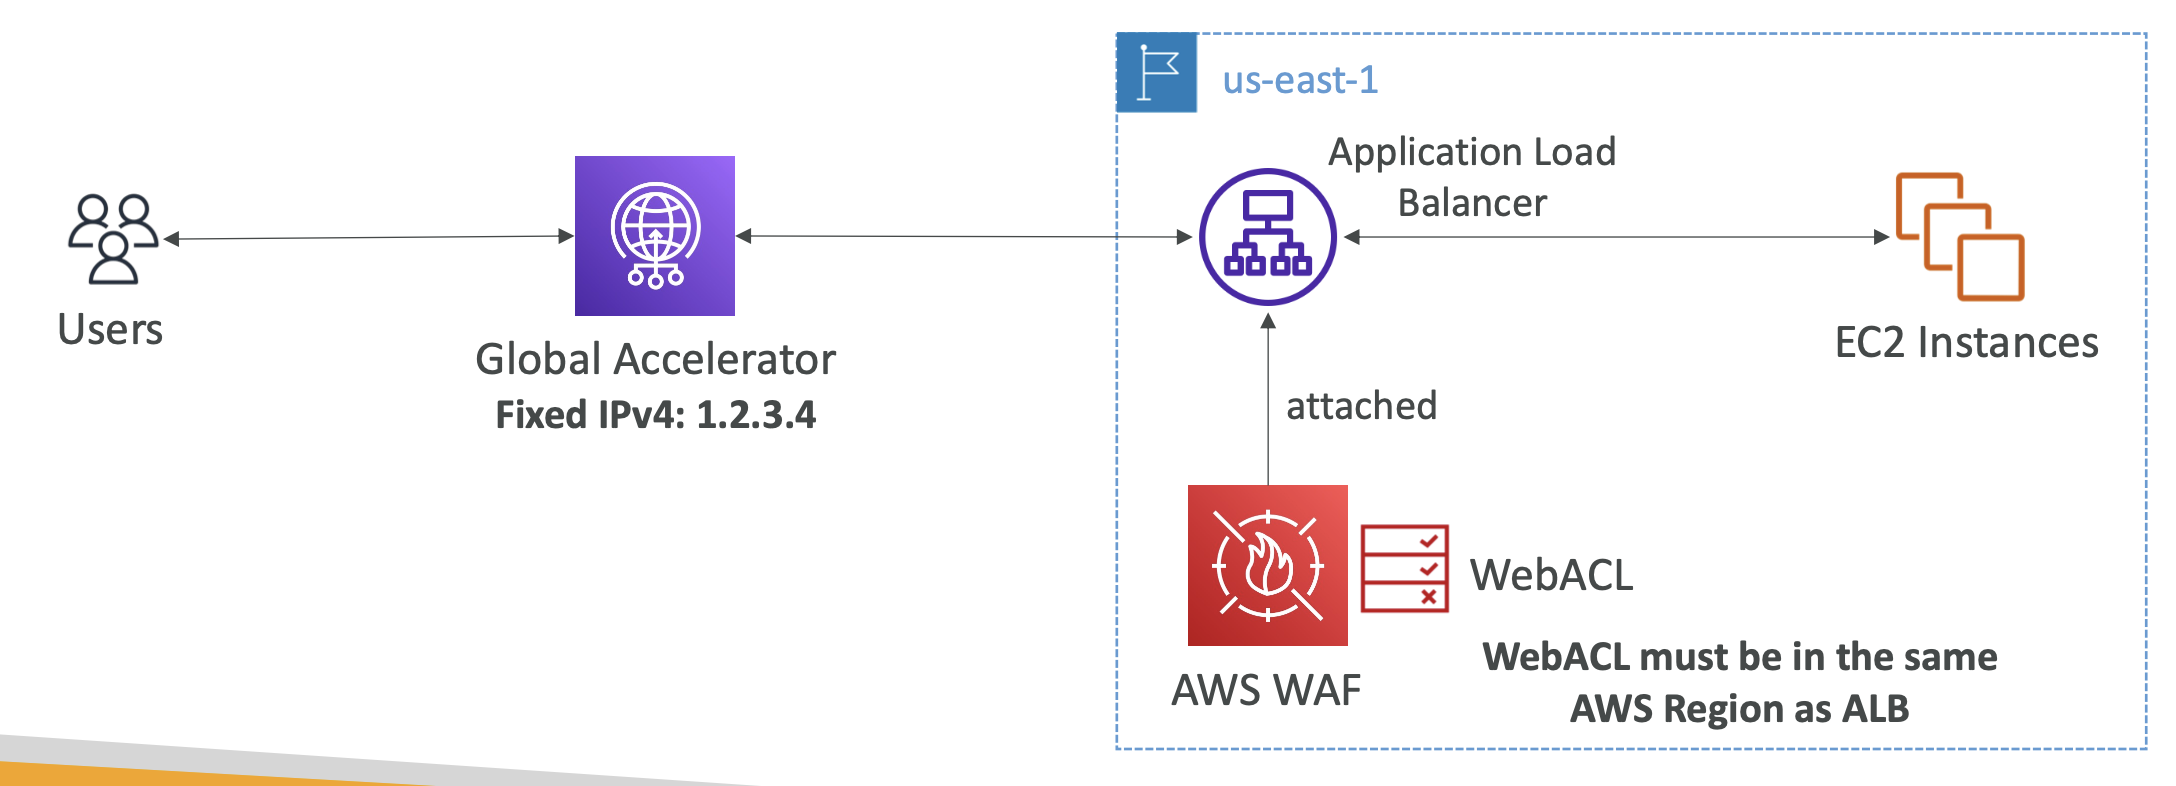 us-east-1
Application Load
Balancer
Users
Global Accelerator
Fixed IPv4: 1.2.3.4
EC2 Instances
attached
WebACL
AWS WAF
WebACL must be in the same
AWS Region as ALB